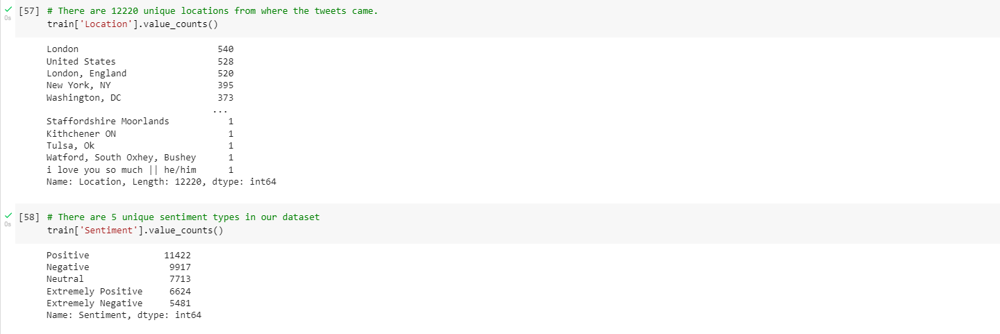 [57] # There are 12220 unique locations from where the tweets came.
0s
train['Location'].value_counts()
London 540
United States 528
London, England 520
New York, NY 395
Washington, DC 373
...
Staffordshire Moorlands 1
Kithchener ON 1
Tulsa, Ok 1
Watford, South Oxhey, Bushey 1
i love you so much || he/him 1
Name: Location, Length: 12220, dtype: int64
[58] # There are 5 unique sentiment types in our dataset
0s
train['Sentiment'].value_counts()
Positive 11422
Negative 9917
Neutral 7713
Extremely Positive 6624
Extremely Negative 5481
Name: Sentiment, dtype: int64